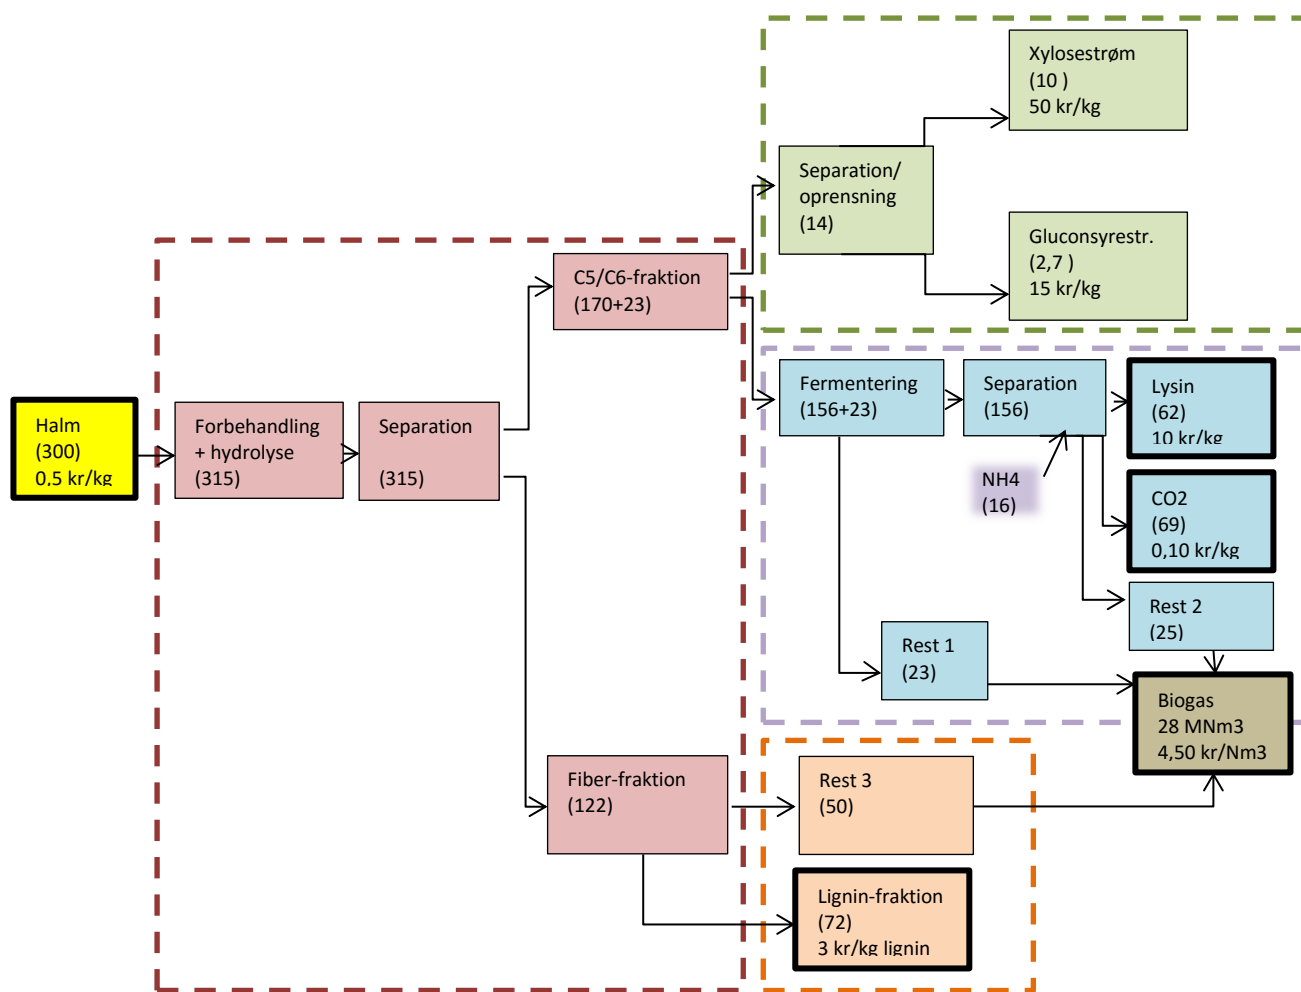 Halm
(300)
0,5 kr/kg
Forbehandling
+ hydrolyse
(315)
Separation
(315)
C5/C6-fraktion
(170+23)
Fiber-fraktion
(122)
Separation/
oprensning
(14)
Xylosestrøm
(10 )
50 kr/kg
Gluconsyrestr.
(2,7 )
15 kr/kg
Fermentering
(156+23)
Separation
(156)
NH4
(16)
Lysin
(62)
10 kr/kg
CO2
(69)
0,10 kr/kg
Rest 2
(25)
Rest 1
(23)
Biogas
28 MNm3
4,50 kr/Nm3
Rest 3
(50)
Lignin-fraktion
(72)
3 kr/kg lignin